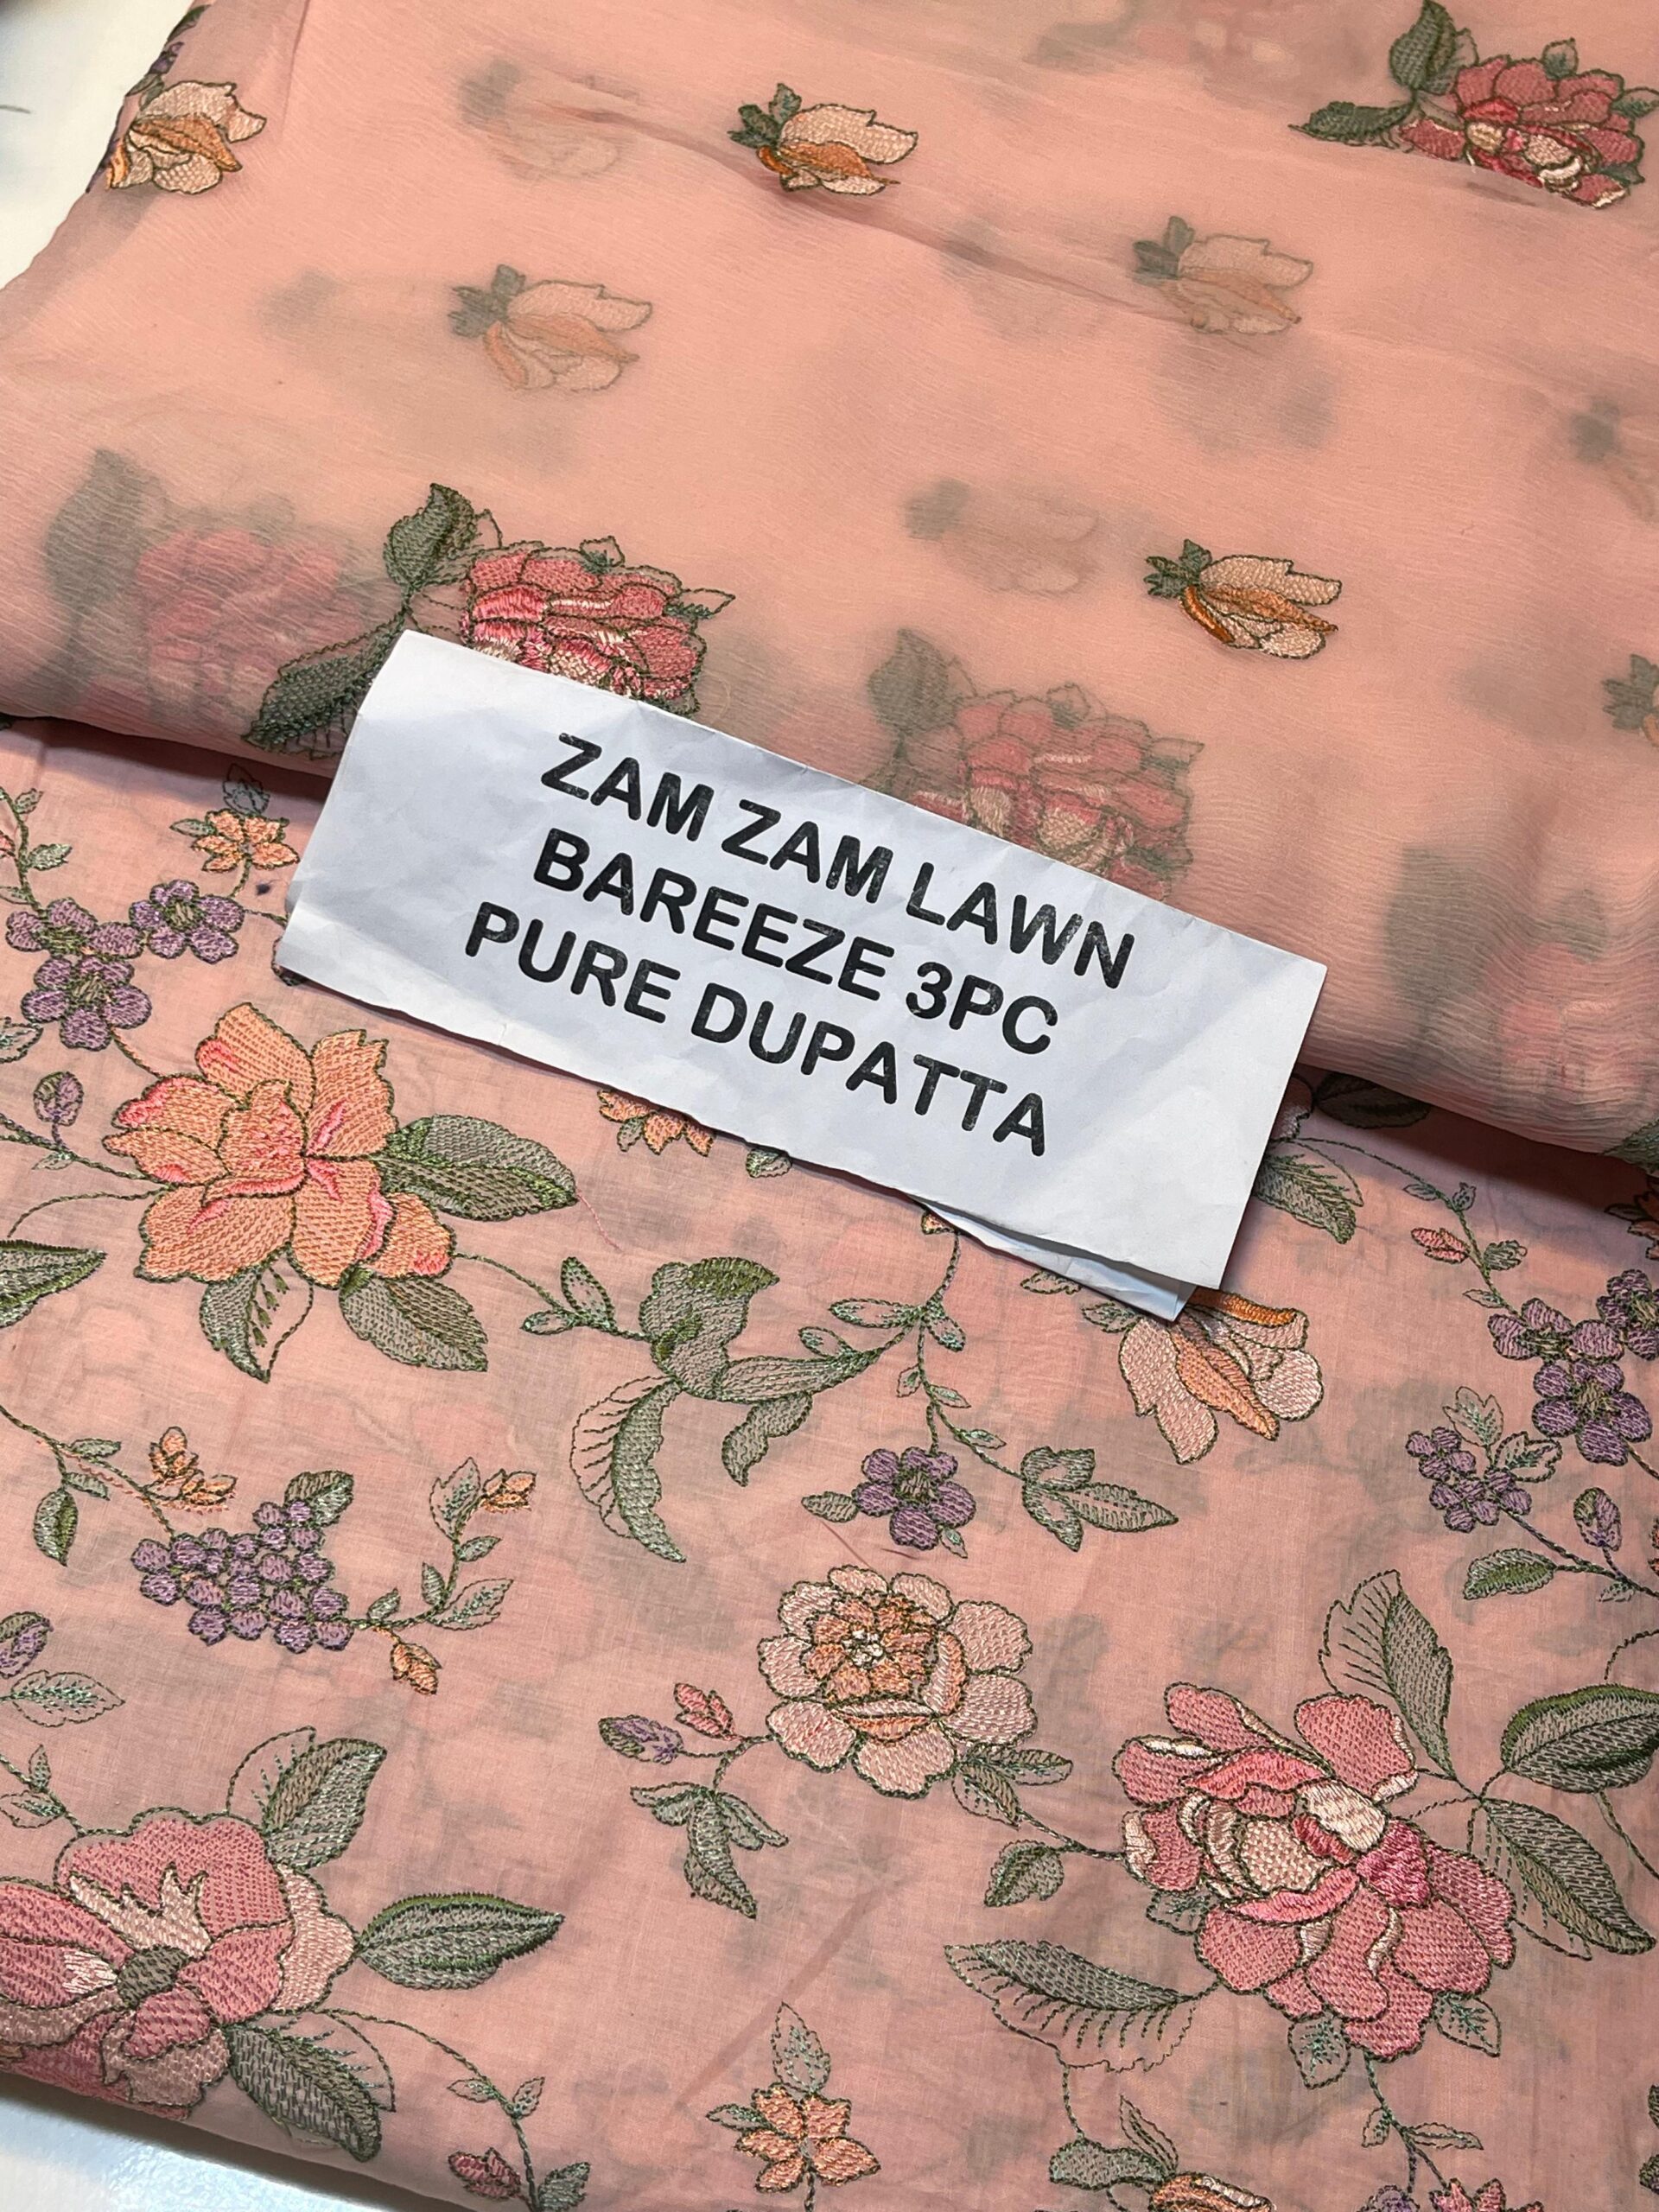 ZAM ZAM LAWN
BAREEZE 3PC
PURE DUPATTA